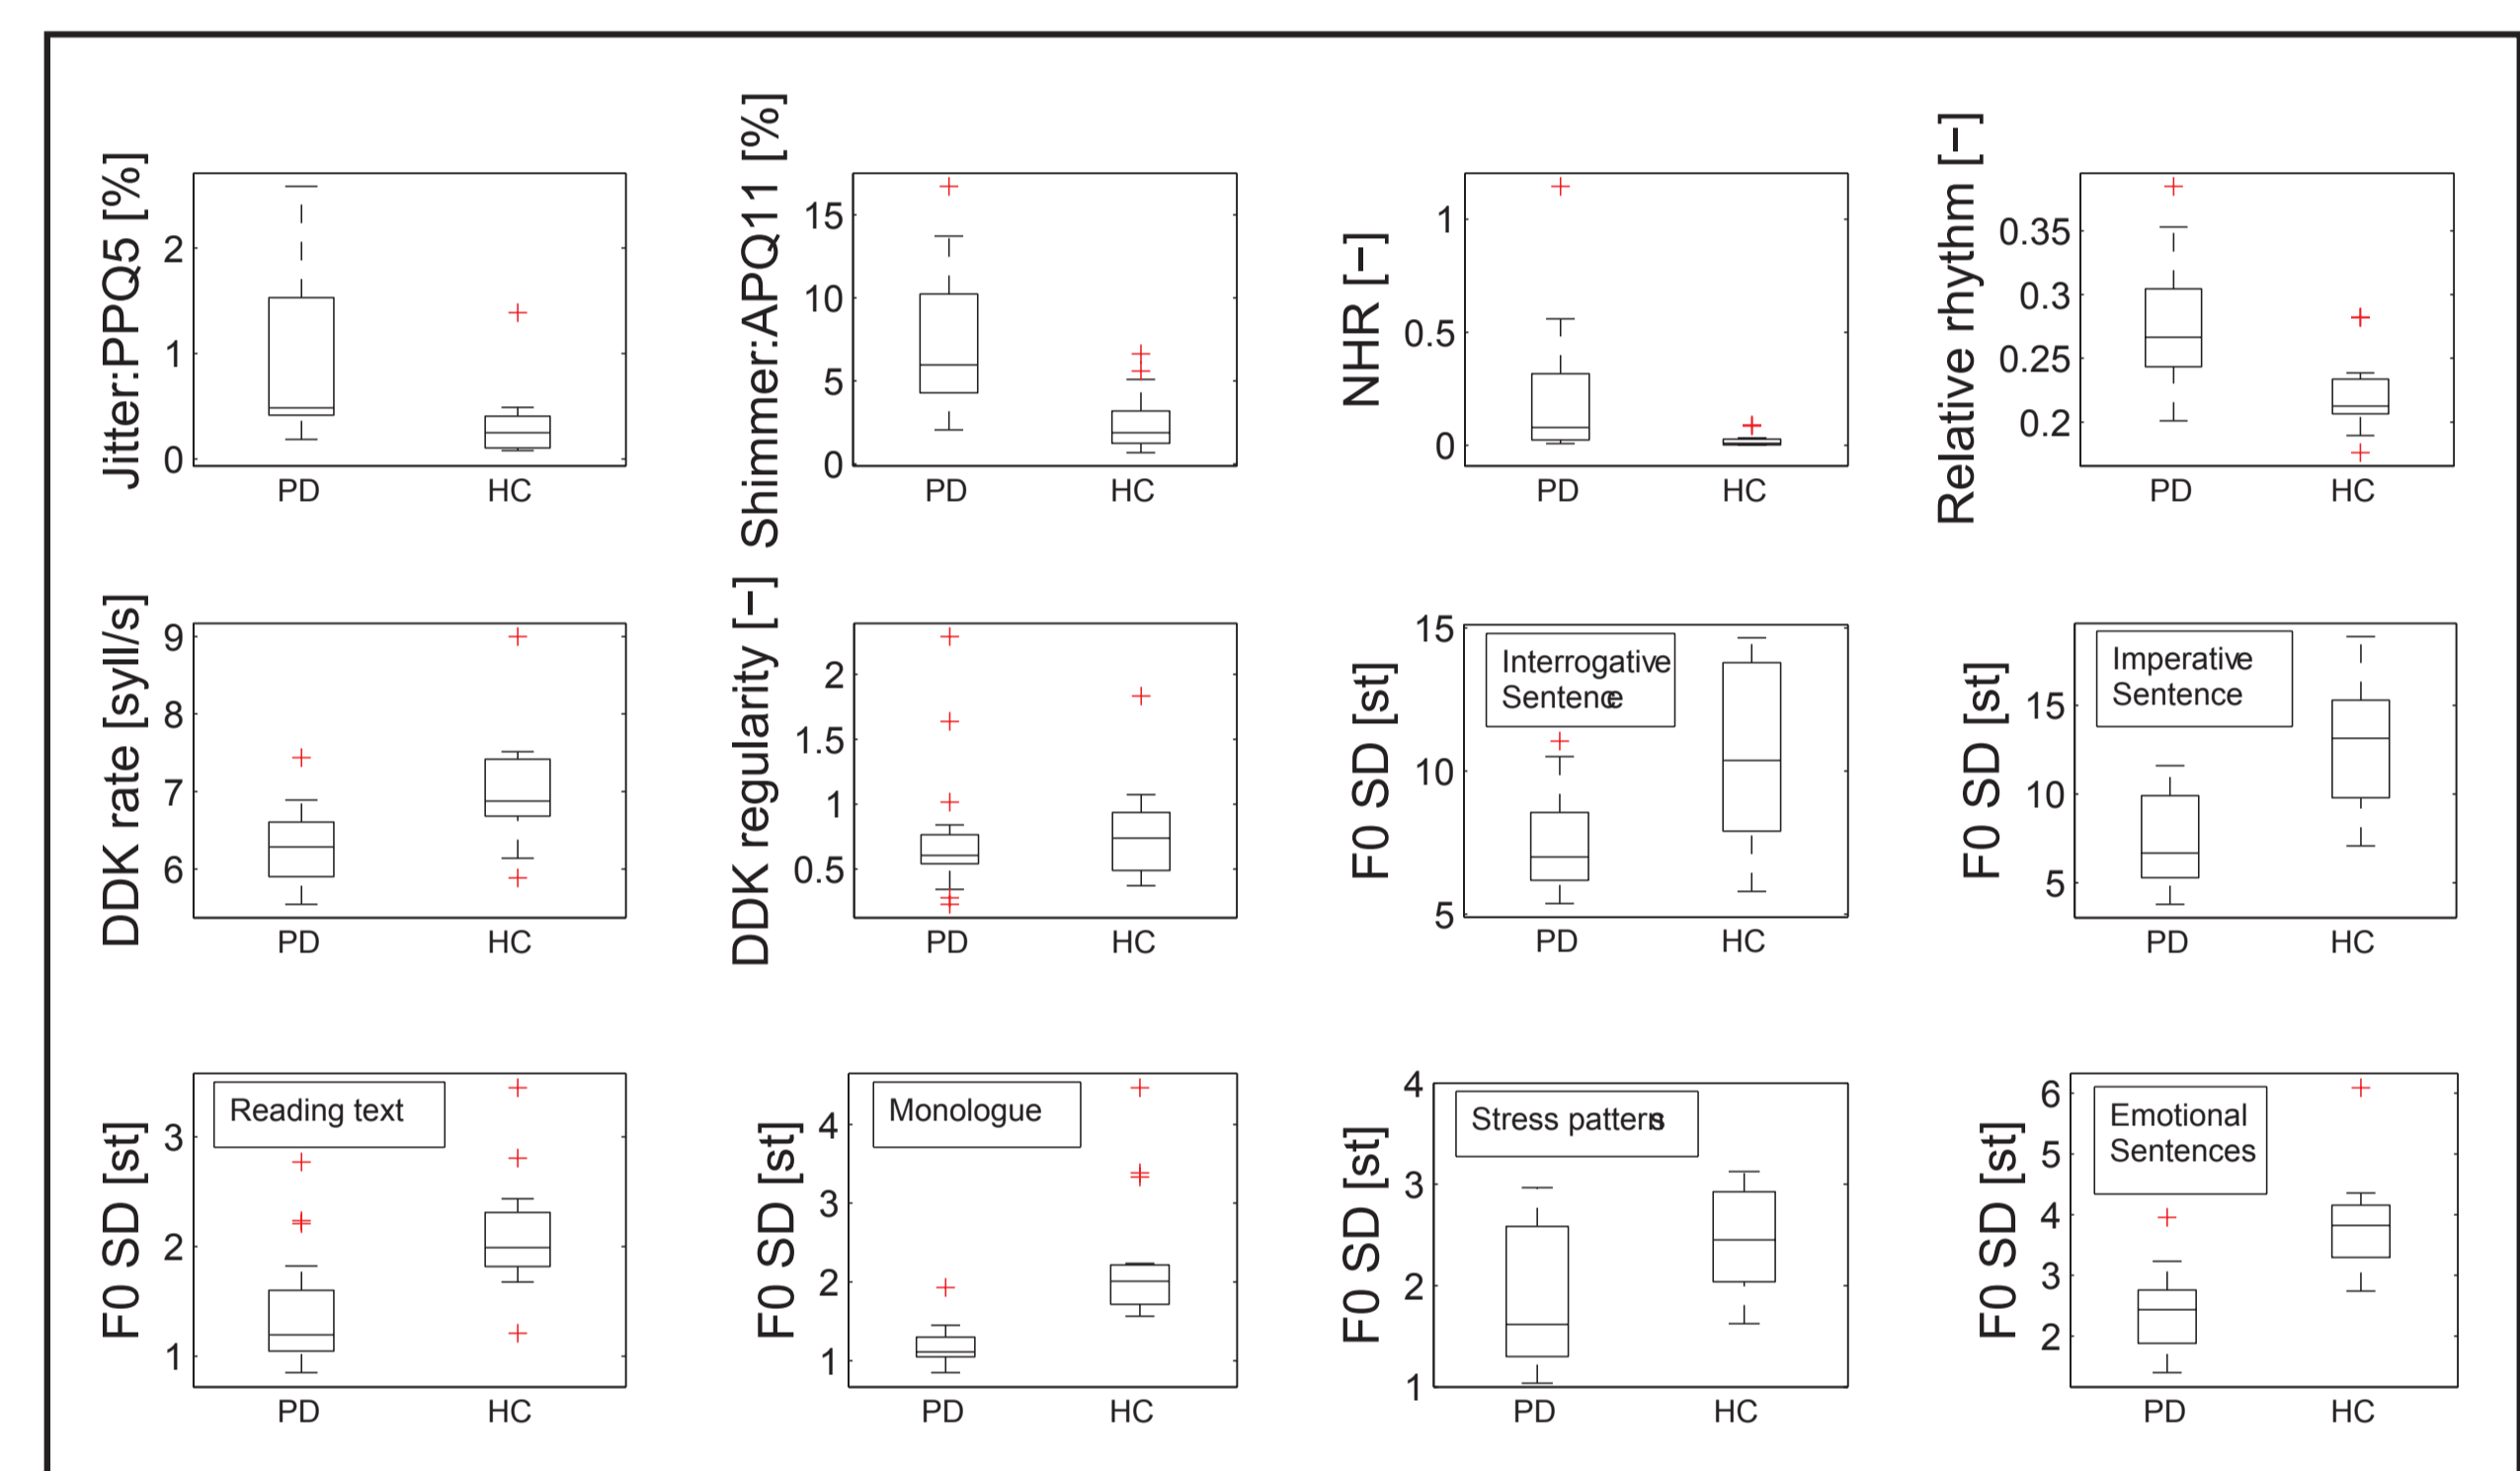 Jitter:PPQ5 [%]
2
1
0
PD HC
Shimmer:APQ11 [%]
15
10
5
0
PD HC
NHR [−]
1
0.5
0
PD HC
Relative rhythm [−]
0.35
0.3
0.25
0.2
PD HC
DDK rate [syll/s]
9
8
7
6
PD HC
DDK regularity [−]
2
1.5
1
0.5
PD HC
F0 SD [st]
15
10
5
Interrogative
Sentence
PD HC
F0 SD [st]
15
10
5
Imperative
Sentence
PD HC
F0 SD [st]
3
2
1
Reading text
PD HC
F0 SD [st]
4
3
2
1
Monologue
PD HC
F0 SD [st]
4
3
2
1
Stress patterns
PD HC
F0 SD [st]
6
5
4
3
2
Emotional
Sentences
PD HC